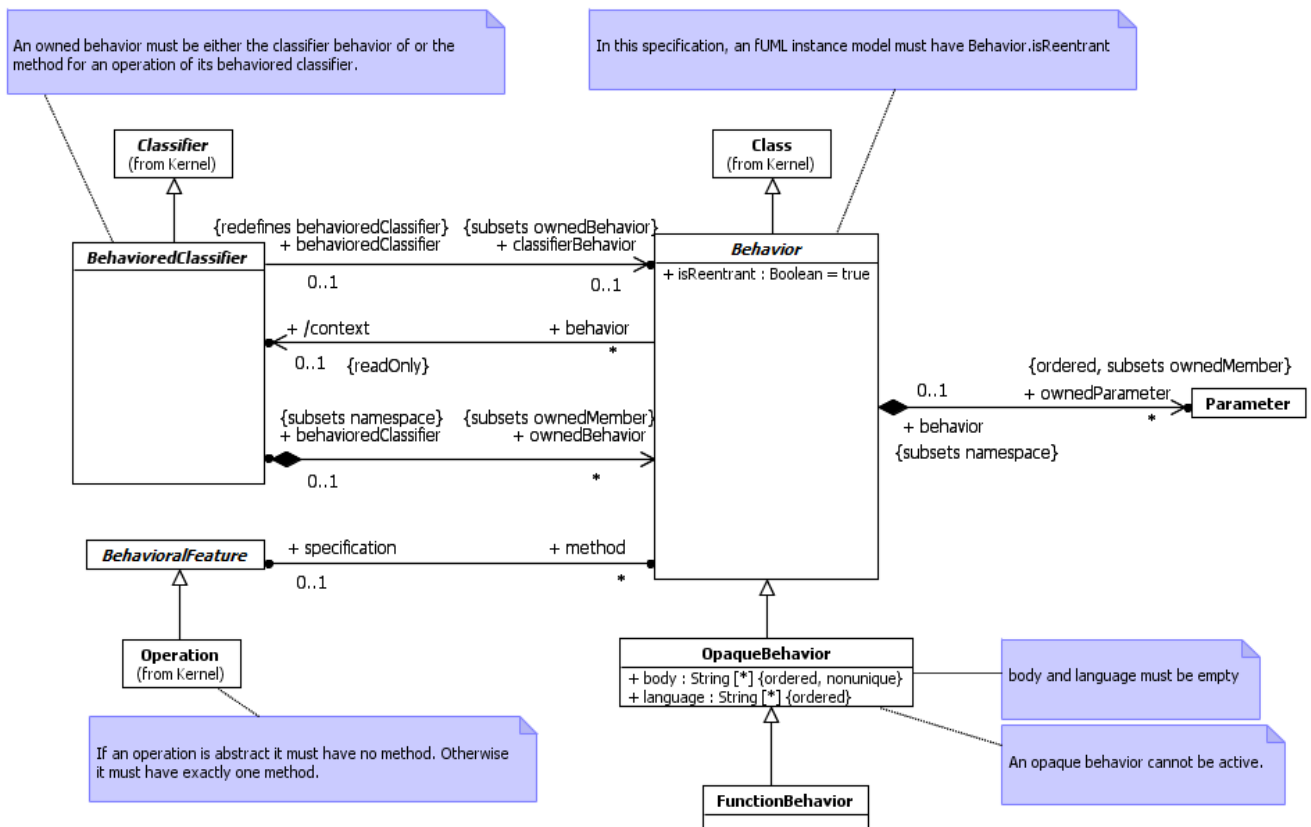 An owned behavior must be either the classifier behavior of or the
method for an operation of its behaviored classifier.
In this specification, an fUML instance model must have Behavior.isReentrant
Classifier
(from Kernel)
Class
(from Kernel)
{redefines behavioredClassifier}
+ behavioredClassifier
0..1
{subsets ownedBehavior}
+ classifierBehavior
0..1
BehavioredClassifier
Behavior
+ isReentrant : Boolean = true
+ /context
0..1
{readOnly}
+ behavior
*
{subsets namespace}
+ behavioredClassifier
0..1
{subsets ownedMember}
+ ownedBehavior
*
{ordered, subsets ownedMember}
0..1
+ ownedParameter
*
+ behavior
{subsets namespace}
Parameter
BehavioralFeature
+ specification
0..1
+ method
*
Operation
(from Kernel)
OpaqueBehavior
+ body : String [*] {ordered, nonunique}
+ language : String [*] {ordered}
body and language must be empty
If an operation is abstract it must have no method. Otherwise
it must have exactly one method.
An opaque behavior cannot be active.
FunctionBehavior